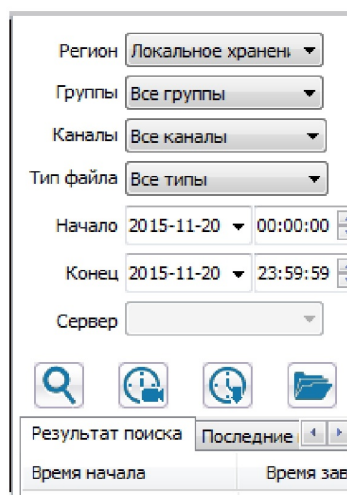 Регион Локальное хранени
Группы Все группы
Каналы Все каналы
Тип файла Все типы
Начало 2015-11-20 00:00:00
Конец 2015-11-20 23:59:59
Сервер
Результат поиска Последние
Время начала Время зав